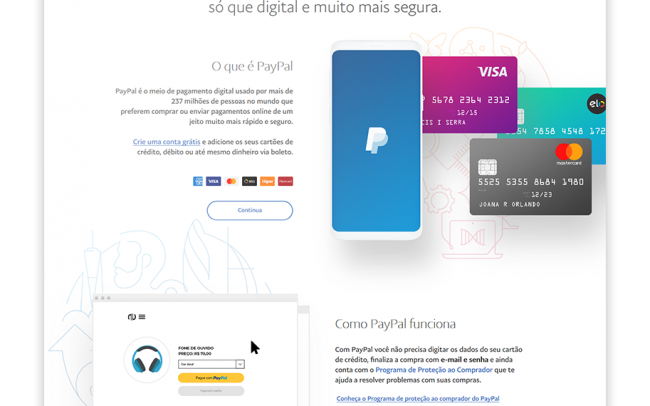 só que digital e muito mais segura.
O que é PayPal
PayPal é o meio de pagamento digital usado por mais de
237 milhões de pessoas no mundo que
preferem comprar ou enviar pagamentos online de um
jeito muito mais rápido e seguro.
Crie uma conta grátis e adicione os seus cartões de
crédito, débito ou até mesmo dinheiro via boleto.
VISA
elo
Hiper
Continua
VISA
5678 2364 2312
12/15
CIS I SERRA
elo
54 7858 4548 172
mastercard
5525 5355 8684 1980
12/23
JOANA R ORLANDO
FONE DE OUVIDO
PREÇO: R$ 70,00
Pagar com PayPal
Como PayPal funciona
Com PayPal você não precisa digitar os dados do seu cartão
de crédito, finaliza a compra com e-mail e senha e ainda
conta com o Programa de Proteção ao Comprador que te
ajuda a resolver problemas com suas compras.
Conheça o Programa de proteção ao comprador do PayPal